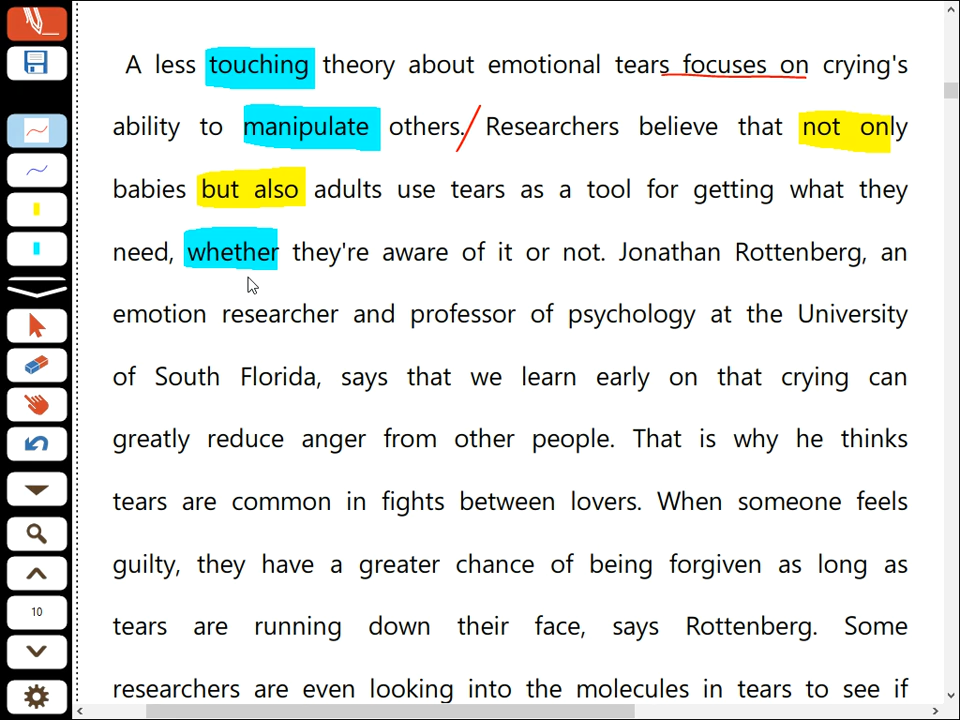 A less touching theory about emotional tears focuses on crying's
ability to manipulate others. Researchers believe that not only
babies but also adults use tears as a tool for getting what they
need, whether they're aware of it or not. Jonathan Rottenberg, an
emotion researcher and professor of psychology at the University
of South Florida, says that we learn early on that crying can
greatly reduce anger from other people. That is why he thinks
tears are common in fights between lovers. When someone feels
guilty, they have a greater chance of being forgiven as long as
tears are running down their face, says Rottenberg. Some
researchers are even looking into the molecules in tears to see if
10